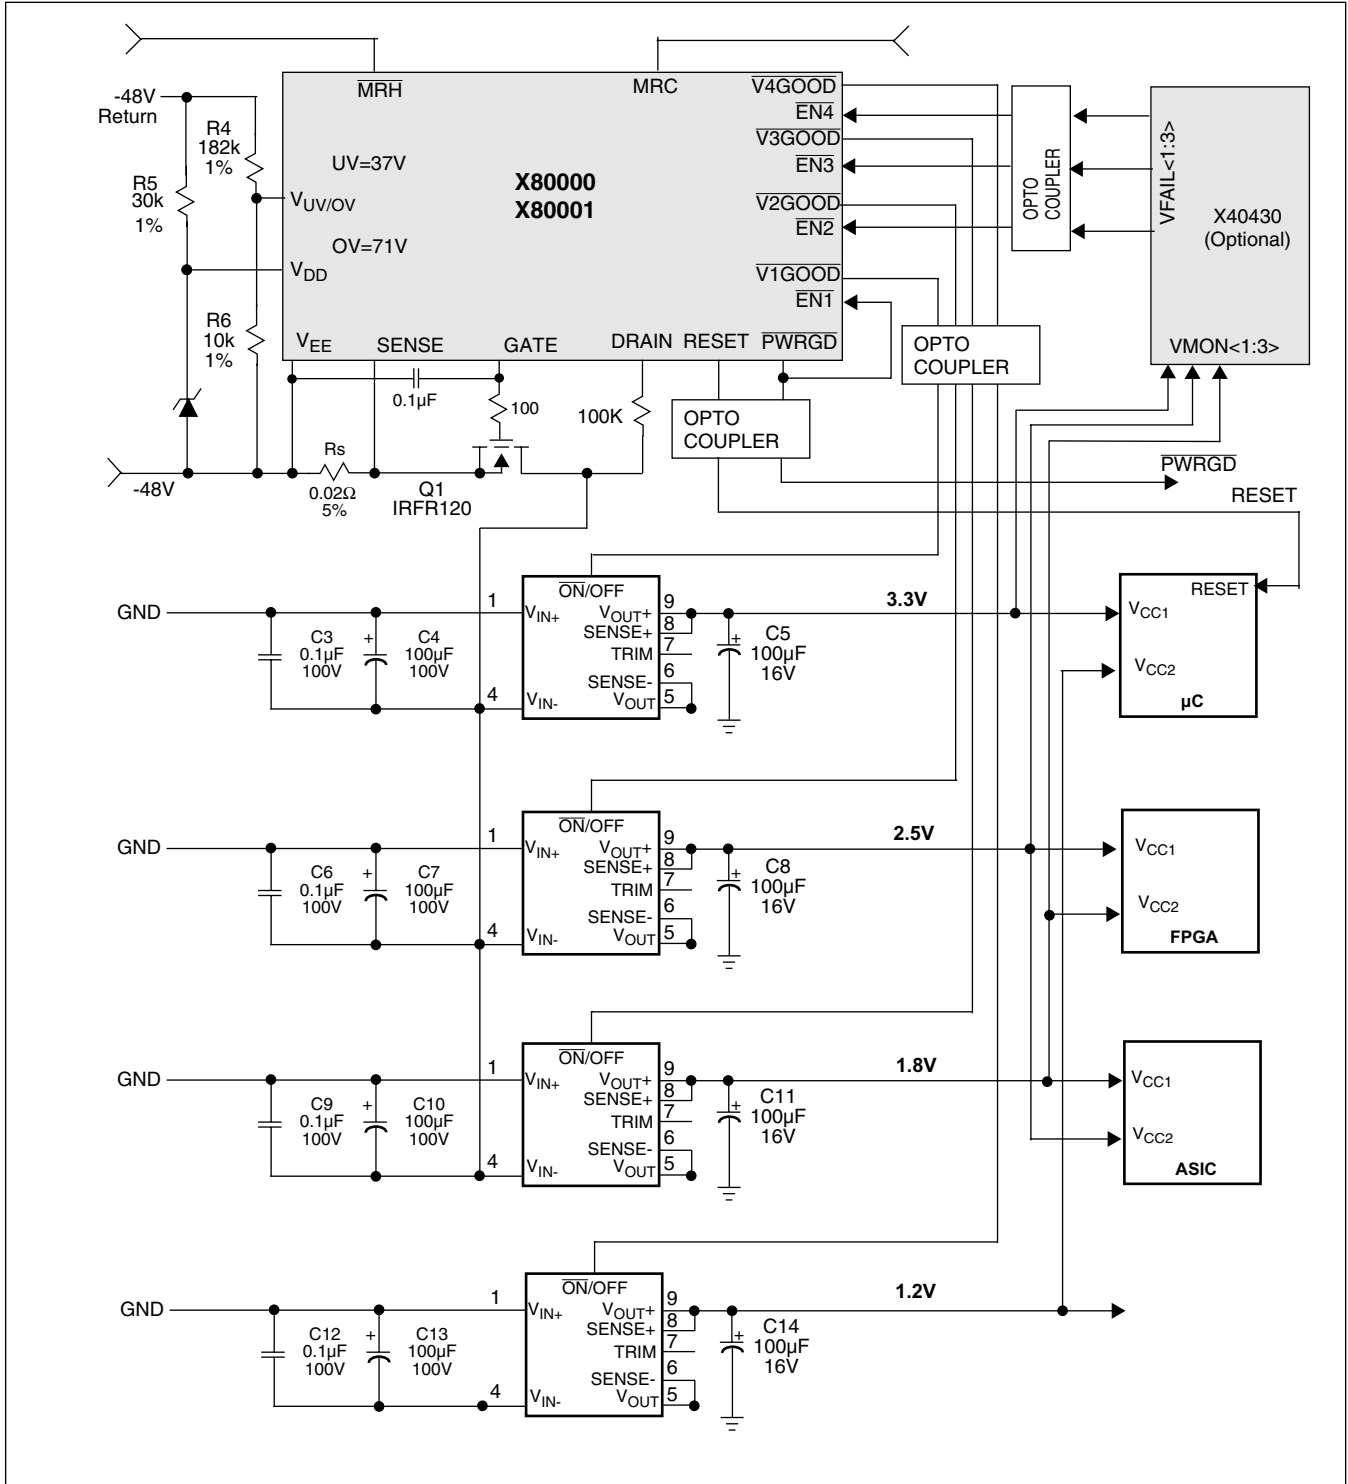 MRH
MRC
V4GOOD
EN4
V3GOOD
EN3
V2GOOD
EN2
V1GOOD
EN1
-48V
Return
R4
182k
1%
R5
30k
1%
UV=37V
VUV/OV
OV=71V
VDD
X80000
X80001
R6
10k
1%
VEE
SENSE
GATE
DRAIN
RESET
PWRGD
OPTO
COUPLER
VFAIL<1:3>
X40430
(Optional)
VMON<1:3>
OPTO
COUPLER
0.1µF
100
100K
OPTO
COUPLER
-48V
Rs
0.02Ω
5%
Q1
IRFR120
PWRGD
RESET
GND
C3
0.1µF
100V
+
C4
100µF
100V
1
4
ON/OFF
VIN+
VIN-
VOUT+
SENSE+
TRIM
SENSE-
VOUT
9
8
7
6
5
+
C5
100µF
16V
3.3V
RESET
VCC1
VCC2
µC
GND
C6
0.1µF
100V
+
C7
100µF
100V
1
4
ON/OFF
VIN+
VIN-
VOUT+
SENSE+
TRIM
SENSE-
VOUT
9
8
7
6
5
+
C8
100µF
16V
2.5V
VCC1
VCC2
FPGA
GND
C9
0.1µF
100V
+
C10
100µF
100V
1
4
ON/OFF
VIN+
VIN-
VOUT+
SENSE+
TRIM
SENSE-
VOUT
9
8
7
6
5
+
C11
100µF
16V
1.8V
VCC1
VCC2
ASIC
GND
C12
0.1µF
100V
+
C13
100µF
100V
1
4
ON/OFF
VIN+
VIN-
VOUT+
SENSE+
TRIM
SENSE-
VOUT
9
8
7
6
5
+
C14
100µF
16V
1.2V